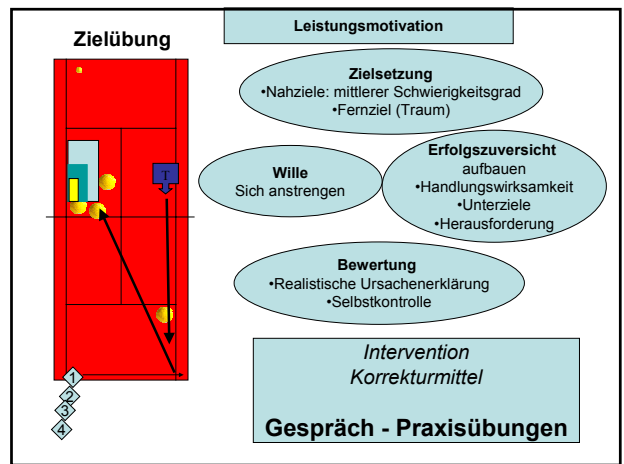 Zielübung
T
1
2
3
4
Leistungsmotivation
Zielsetzung
•Nahziele: mittlerer Schwierigkeitsgrad
•Fernziel (Traum)
Wille
Sich anstrengen
Erfolgszuversicht
aufbauen
•Handlungswirksamkeit
•Unterziele
•Herausforderung
Bewertung
•Realistische Ursachenerklärung
•Selbstkontrolle
Intervention
Korrekturmittel
Gespräch - Praxisübungen